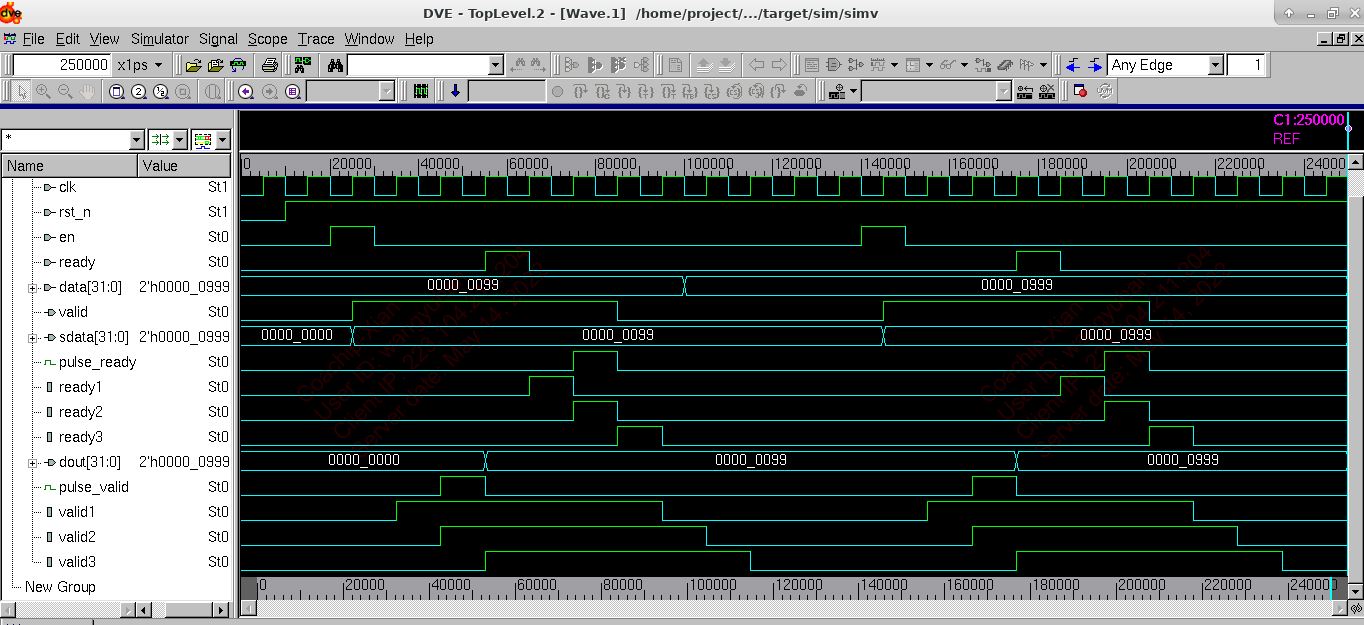 dve DVE - TopLevel.2 - [Wave.1] /home/project/.../target/sim/simv
File Edit View Simulator Signal Scope Trace Window Help
250000 x1ps Any Edge 1
C1:250000
REF
*
Name Value
0 20000 40000 60000 80000 100000 120000 140000 160000 180000 200000 220000 24000
clk St1
rst_n St1
en St0
ready St0
data[31:0] 2'h0000_0999 0000_0099 0000_0999
valid St0
sdata[31:0] 2'h0000_0999 0000_0000 0000_0099 0000_0999
pulse_ready St0
ready1 St0
ready2 St0
ready3 St0
dout[31:0] 2'h0000_0999 0000_0000 0000_0099 0000_0999
pulse_valid St0
valid1 St0
valid2 St0
valid3 St0
New Group
0 20000 40000 60000 80000 100000 120000 140000 160000 180000 200000 220000 240000